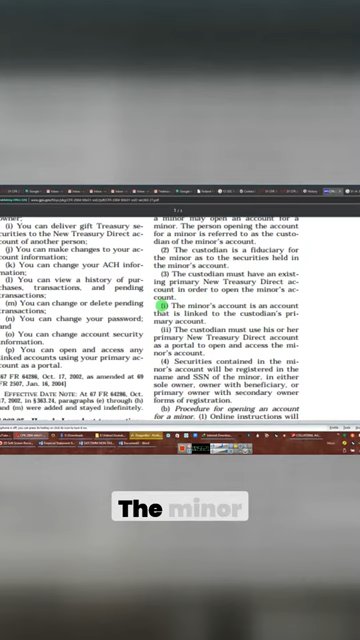 owner;
(i) You can deliver gift Treasury se-
curities to the New Treasury Direct ac-
count of another person;
(j) You can make changes to your ac-
count information;
(k) You can change your ACH infor-
mation;
(l) You can view a history of pur-
chases, transactions, and pending
transactions;
(m) You can change or delete pending
transactions;
(n) You can change your password;
and
(o) You can change account security
information.
(p) You can open and access any
linked accounts using your primary ac-
count as a portal.
67 FR 64286, Oct. 17, 2002, as amended at 69
FR 2507, Jan. 16, 2004]
EFFECTIVE DATE NOTE: At 67 FR 64286, Oct.
17, 2002, in §363.24, paragraphs (e) through (h)
and (m) were added and stayed indefinitely.
a minor may open an account for a
minor. The person opening the account
for a minor is referred to as the custo-
dian of the minor's account.
(2) The custodian is a fiduciary for
the minor as to the securities held in
the minor's account.
(3) The custodian must have an exist-
ing primary New Treasury Direct ac-
count in order to open the minor's ac-
count.
(i) The minor's account is an account
that is linked to the custodian's pri-
mary account.
(ii) The custodian must use his or her
primary New Treasury Direct account
as a portal to open and access the mi-
nor's account.
(4) Securities contained in the mi-
nor's account will be registered in the
name and SSN of the minor, in either
sole owner, owner with beneficiary, or
primary owner with secondary owner
forms of registration.
(b) Procedure for opening an account
for a minor. (1) Online instructions will
The minor